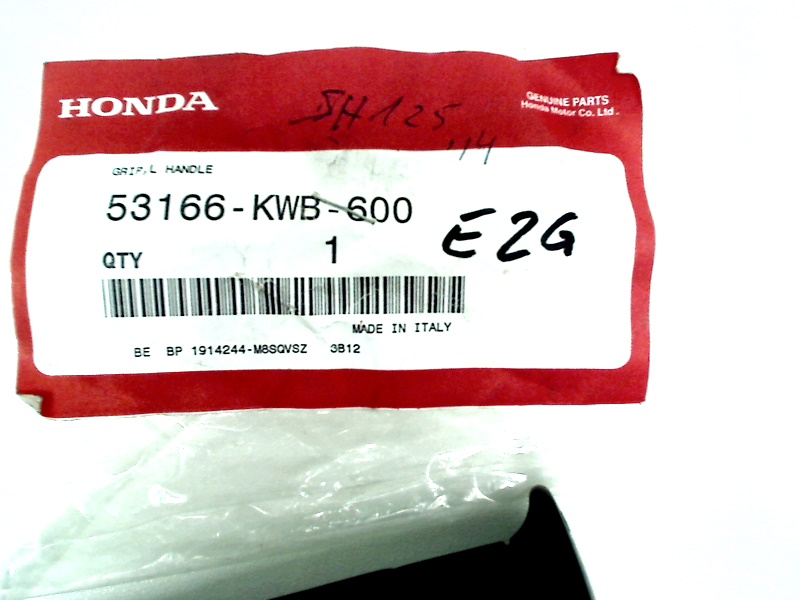 HONDA
SH125
'14
GENUINE PARTS
Honda Motor Co. Ltd.
GRIP,L HANDLE
53166-KWB-600
E2G
QTY 1
MADE IN ITALY
BE BP 1914244-M8SQVSZ 3B12